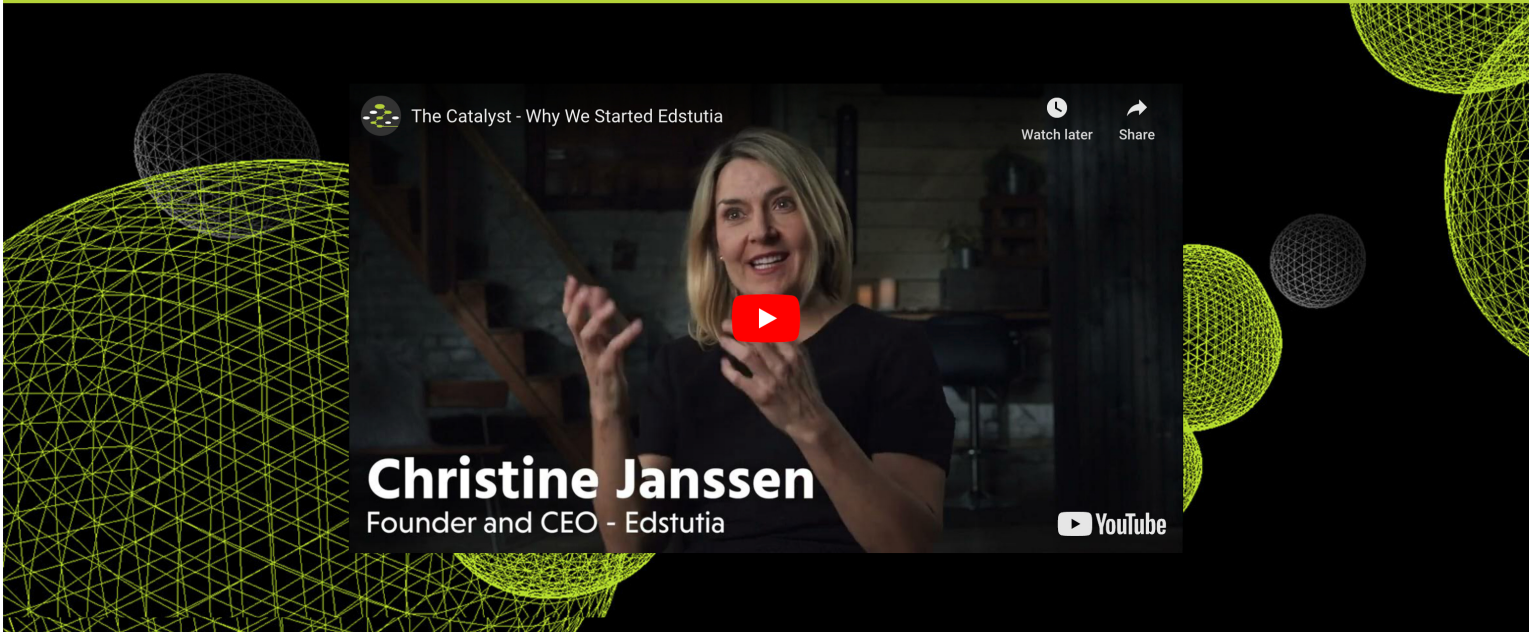 The Catalyst - Why We Started Edstutia
Watch later
Share
Christine Janssen
Founder and CEO - Edstutia
YouTube